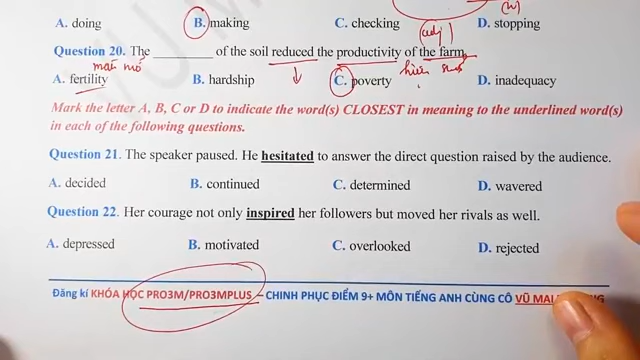 A. doing B. making C. checking D. stopping
(adj)
Question 20. The ________ of the soil reduced the productivity of the farm.
A. fertility B. hardship C. poverty D. inadequacy
Mark the letter A, B, C or D to indicate the word(s) CLOSEST in meaning to the underlined word(s)
in each of the following questions.
Question 21. The speaker paused. He hesitated to answer the direct question raised by the audience.
A. decided B. continued C. determined D. wavered
Question 22. Her courage not only inspired her followers but moved her rivals as well.
A. depressed B. motivated C. overlooked D. rejected
Đăng kí KHÓA HỌC PRO3M/PRO3MPLUS – CHINH PHỤC ĐIỂM 9+ MÔN TIẾNG ANH CÙNG CÔ VŨ MAI